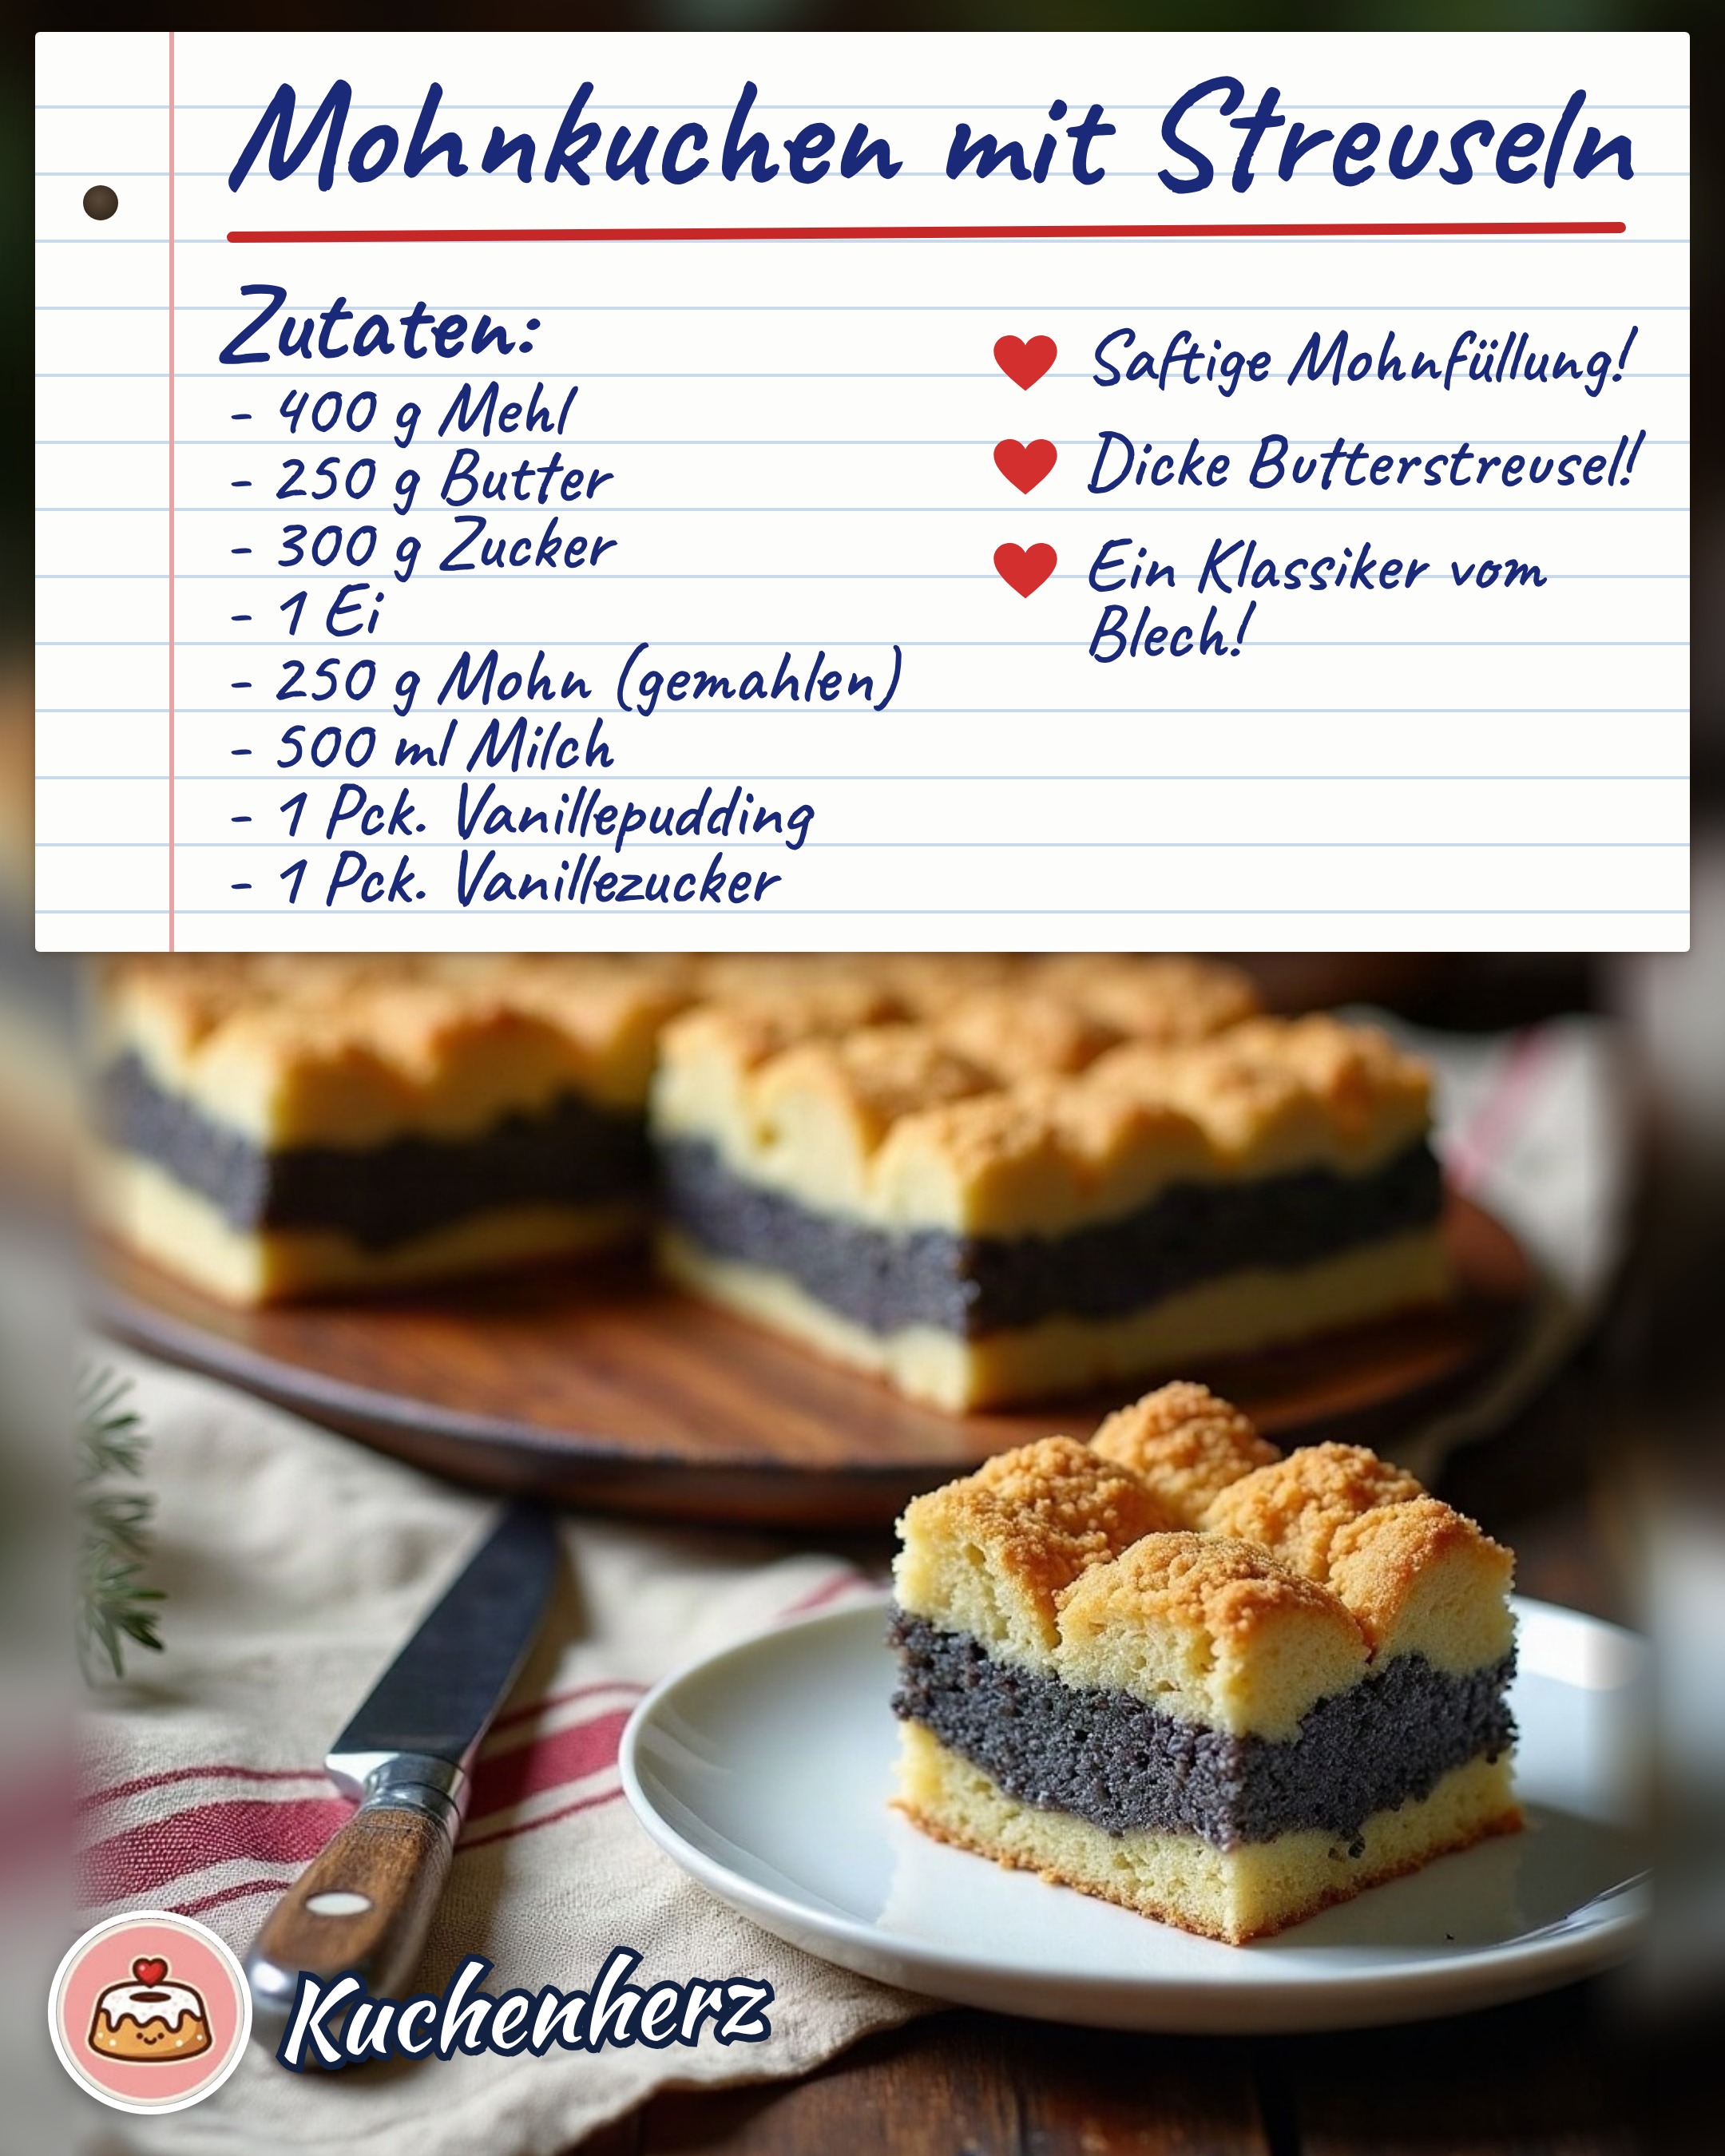 Mohnkuchen mit Streuseln
Zutaten:
- 400 g Mehl
- 250 g Butter
- 300 g Zucker
- 1 Ei
- 250 g Mohn (gemahlen)
- 500 ml Milch
- 1 Pck. Vanillepudding
- 1 Pck. Vanillezucker
Saftige Mohnfüllung!
Dicke Butterstreusel!
Ein Klassiker vom
Blech!
Kuchenherz